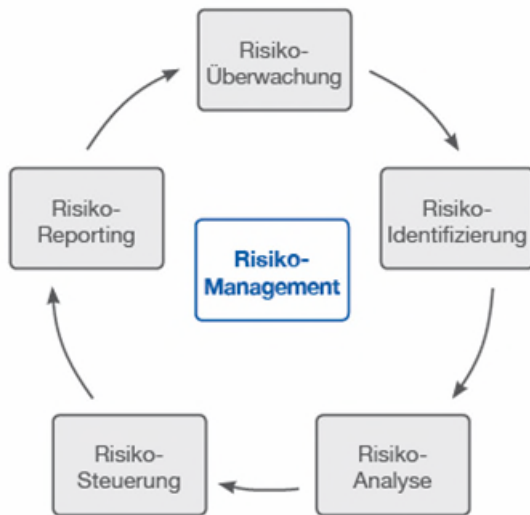 Risiko-
Überwachung
Risiko-
Identifizierung
Risiko-
Analyse
Risiko-
Steuerung
Risiko-
Reporting
Risiko-
Management